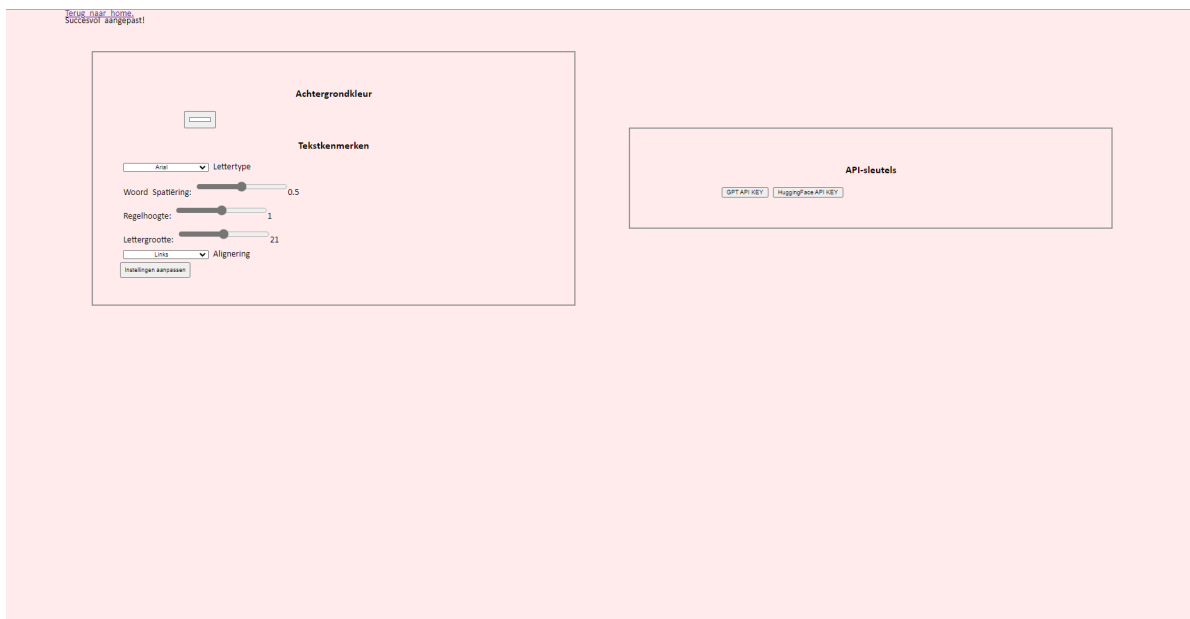 Terug naar home.
Succesvol aangepast!
Achtergrondkleur
Tekstkenmerken
Arial Lettertype
Woord Spatiëring: 0.5
Regelhoogte: 1
Lettergrootte: 21
Links Alignering
Instellingen aanpassen
API-sleutels
GPT API KEY HuggingFace API KEY